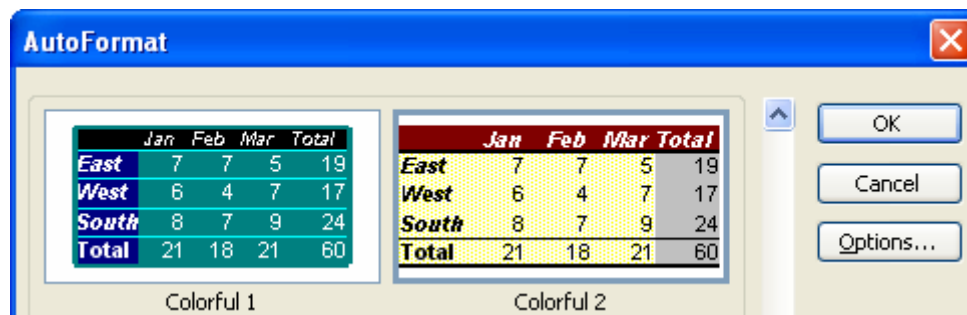 AutoFormat
Jan Feb Mar Total
East 7 7 5 19
West 6 4 7 17
South 8 7 9 24
Total 21 18 21 60
Colorful 1
Jan Feb Mar Total
East 7 7 5 19
West 6 4 7 17
South 8 7 9 24
Total 21 18 21 60
Colorful 2
OK
Cancel
Options...